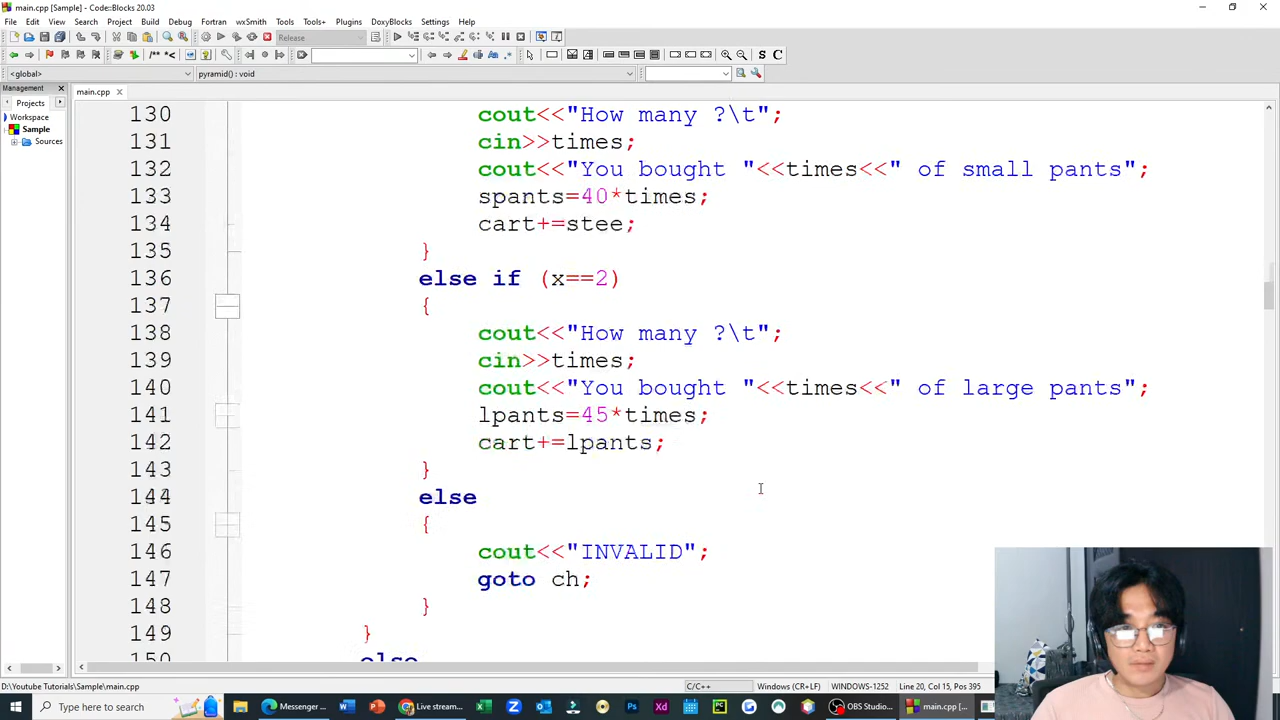 main.cpp [Sample] - Code::Blocks 20.03
File Edit View Search Project Build Debug Fortran wxSmith Tools Tools+ Plugins DoxyBlocks Settings Help
Release
/** *<
S C
<global>
pyramid() : void
Management
main.cpp
Projects
Workspace
Sample
Sources
130 cout<<"How many ?\t";
131 cin>>times;
132 cout<<"You bought "<<times<<" of small pants";
133 spants=40*times;
134 cart+=stee;
135 }
136 else if (x==2)
137 {
138 cout<<"How many ?\t";
139 cin>>times;
140 cout<<"You bought "<<times<<" of large pants";
141 lpants=45*times;
142 cart+=lpants;
143 }
144 else
145 {
146 cout<<"INVALID";
147 goto ch;
148 }
149 }
150 else
D:\Youtube Tutorials\Sample\main.cpp
C/C++
Windows (CR+LF)
WINDOWS-1252
Line 20, Col 15, Pos 395
Type here to search
Messenger ...
Live stream...
OBS Studio...
main.cpp [...